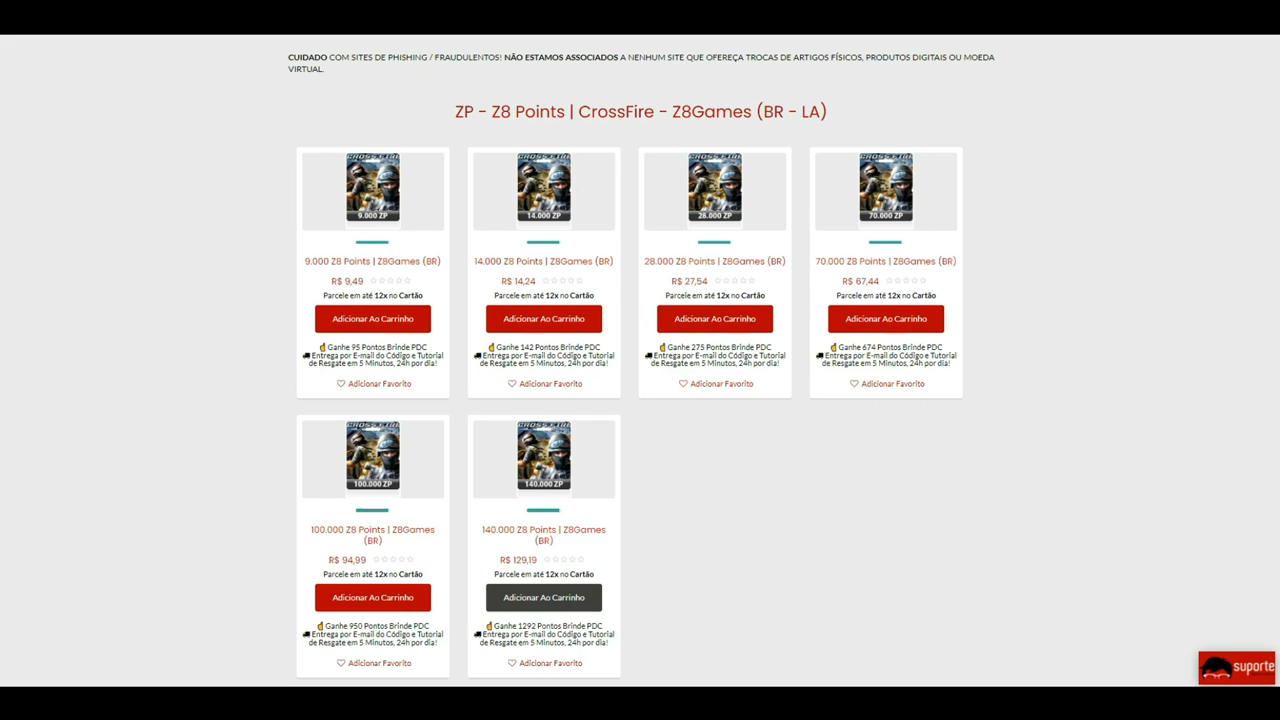 CUIDADO COM SITES DE PHISHING / FRAUDULENTOS! NÃO ESTAMOS ASSOCIADOS A NENHUM SITE QUE OFEREÇA TROCAS DE ARTIGOS FÍSICOS, PRODUTOS DIGITAIS OU MOEDA
VIRTUAL.
ZP - Z8 Points | CrossFire - Z8Games (BR - LA)
CROSS FIRE
9.000 ZP
9.000 Z8 Points | Z8Games (BR)
R$ 9,49
Parcele em até 12x no Cartão
Adicionar Ao Carrinho
Ganhe 95 Pontos Brinde PDC
Entrega por E-mail do Código e Tutorial
de Resgate em 5 Minutos, 24h por dia!
Adicionar Favorito
CROSS FIRE
14.000 ZP
14.000 Z8 Points | Z8Games (BR)
R$ 14,24
Parcele em até 12x no Cartão
Adicionar Ao Carrinho
Ganhe 142 Pontos Brinde PDC
Entrega por E-mail do Código e Tutorial
de Resgate em 5 Minutos, 24h por dia!
Adicionar Favorito
CROSS FIRE
28.000 ZP
28.000 Z8 Points | Z8Games (BR)
R$ 27,54
Parcele em até 12x no Cartão
Adicionar Ao Carrinho
Ganhe 275 Pontos Brinde PDC
Entrega por E-mail do Código e Tutorial
de Resgate em 5 Minutos, 24h por dia!
Adicionar Favorito
CROSS FIRE
70.000 ZP
70.000 Z8 Points | Z8Games (BR)
R$ 67,44
Parcele em até 12x no Cartão
Adicionar Ao Carrinho
Ganhe 674 Pontos Brinde PDC
Entrega por E-mail do Código e Tutorial
de Resgate em 5 Minutos, 24h por dia!
Adicionar Favorito
CROSS FIRE
100.000 ZP
100.000 Z8 Points | Z8Games
(BR)
R$ 94,99
Parcele em até 12x no Cartão
Adicionar Ao Carrinho
Ganhe 950 Pontos Brinde PDC
Entrega por E-mail do Código e Tutorial
de Resgate em 5 Minutos, 24h por dia!
Adicionar Favorito
CROSS FIRE
140.000 ZP
140.000 Z8 Points | Z8Games
(BR)
R$ 129,19
Parcele em até 12x no Cartão
Adicionar Ao Carrinho
Ganhe 1292 Pontos Brinde PDC
Entrega por E-mail do Código e Tutorial
de Resgate em 5 Minutos, 24h por dia!
Adicionar Favorito
suporte